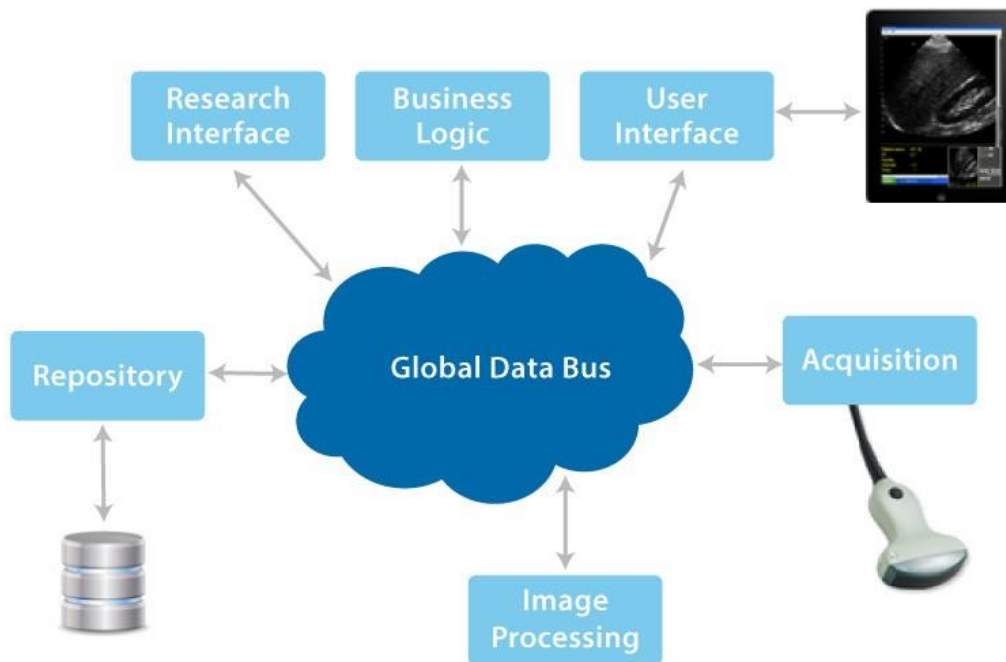 Research
Interface
Business
Logic
User
Interface
Repository
Global Data Bus
Acquisition
Image
Processing